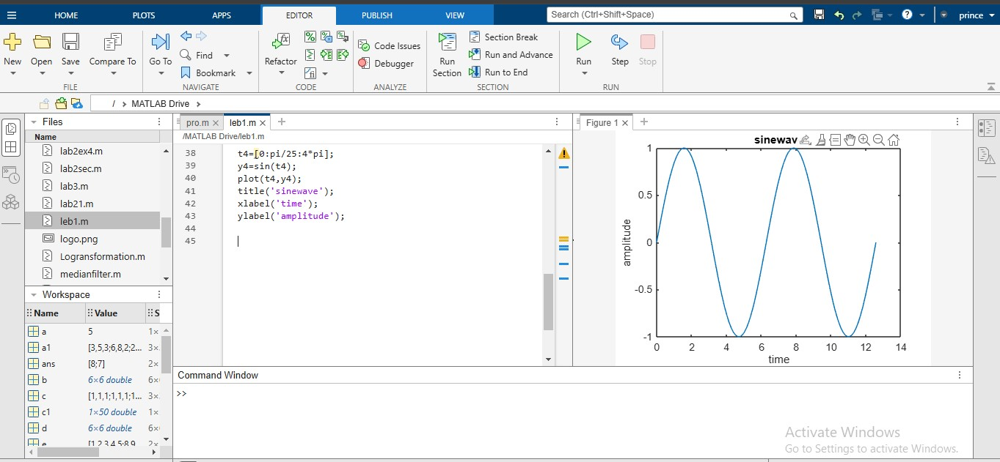 HOME PLOTS APPS EDITOR PUBLISH VIEW Search (Ctrl+Shift+Space) ? prince
New Open Save Compare To Go To Find Bookmark Refactor Code Issues Debugger Run Section Section Break Run and Advance Run to End Run Step Stop
FILE NAVIGATE CODE ANALYZE SECTION RUN
/ > MATLAB Drive >
Files
Name
lab2ex4.m
lab2sec.m
lab3.m
lab21.m
leb1.m
logo.png
Logransformation.m
medianfilter.m
Workspace
Name Value S
a 5 1×
a1 [3,5,3;6,8,2;2... 3×
ans [8;7] 2×
b 6×6 double 6×
c [1,1,1;1,1,1;1... 3×
c1 1×50 double 1×
d 6×6 double 6×
e [1,2,3,4,5;8,9 2×
pro.m × leb1.m × +
/MATLAB Drive/leb1.m
38 t4=[0:pi/25:4*pi];
39 y4=sin(t4);
40 plot(t4,y4);
41 title('sinewave');
42 xlabel('time');
43 ylabel('amplitude');
44
45
Figure 1 × +
sinewav
1
0.5
0
-0.5
-1
amplitude
0 2 4 6 8 10 12 14
time
Command Window
>>
Activate Windows
Go to Settings to activate Windows.